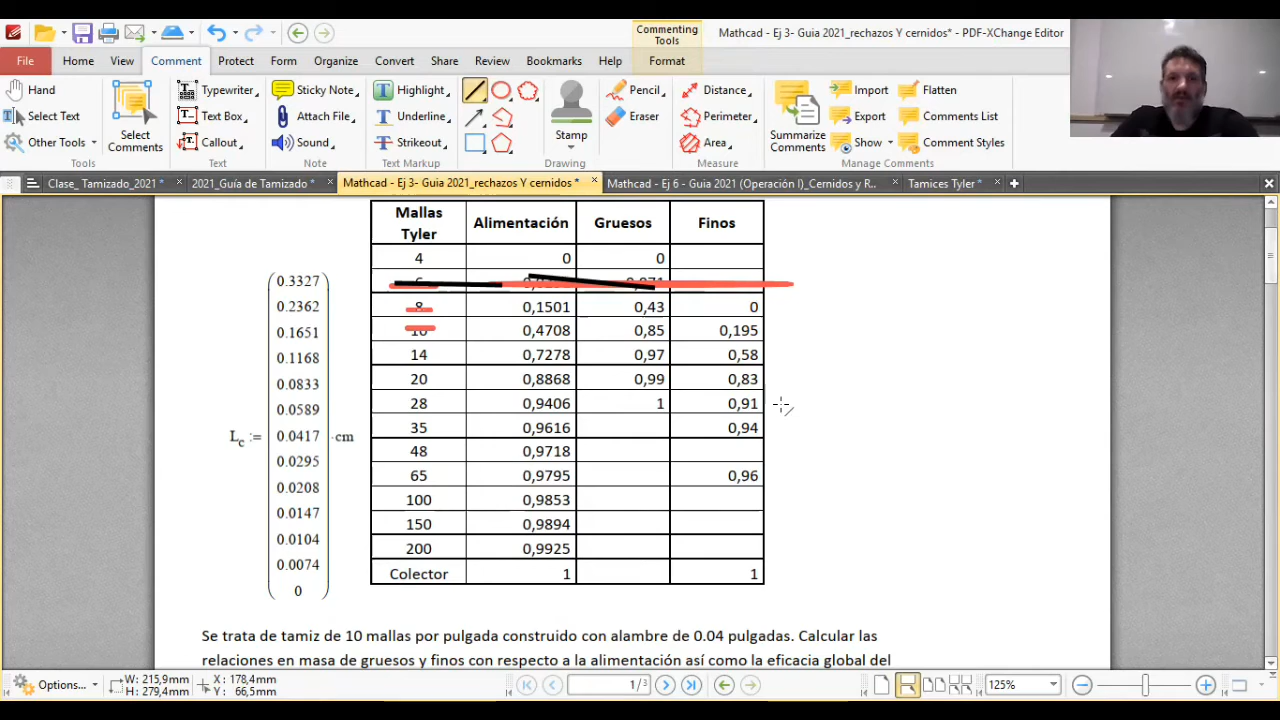 Commenting
Tools
Mathcad - Ej 3- Guia 2021_rechazos Y cernidos* - PDF-XChange Editor
File Home View Comment Protect Form Organize Convert Share Review Bookmarks Help Format
Hand
Select Text
Other Tools
Tools
Select
Comments
Typewriter
Text Box
Callout
Text
Sticky Note
Attach File
Sound
Note
Highlight
Underline
Strikeout
Text Markup
Pencil
Eraser
Drawing
Stamp
Distance
Perimeter
Area
Measure
Summarize
Comments
Import
Export
Show
Flatten
Comments List
Comment Styles
Manage Comments
Clase_ Tamizado_2021 *
2021_Guía de Tamizado *
Mathcad - Ej 3- Guia 2021_rechazos Y cernidos *
Mathcad - Ej 6 - Guia 2021 (Operación I)_Cernidos y R..
Tamices Tyler *
Mallas Tyler Alimentación Gruesos Finos
4 0 0
8 0,1501 0,43 0
10 0,4708 0,85 0,195
14 0,7278 0,97 0,58
20 0,8868 0,99 0,83
28 0,9406 1 0,91
35 0,9616 0,94
48 0,9718
65 0,9795 0,96
100 0,9853
150 0,9894
200 0,9925
Colector 1 1
L c := cm
0.3327
0.2362
0.1651
0.1168
0.0833
0.0589
0.0417
0.0295
0.0208
0.0147
0.0104
0.0074
0
Se trata de tamiz de 10 mallas por pulgada construido con alambre de 0.04 pulgadas. Calcular las
relaciones en masa de gruesos y finos con respecto a la alimentación así como la eficacia global del
Options...
W: 215,9mm
H: 279,4mm
X: 178,4mm
Y: 66,5mm
1 / 3
125%